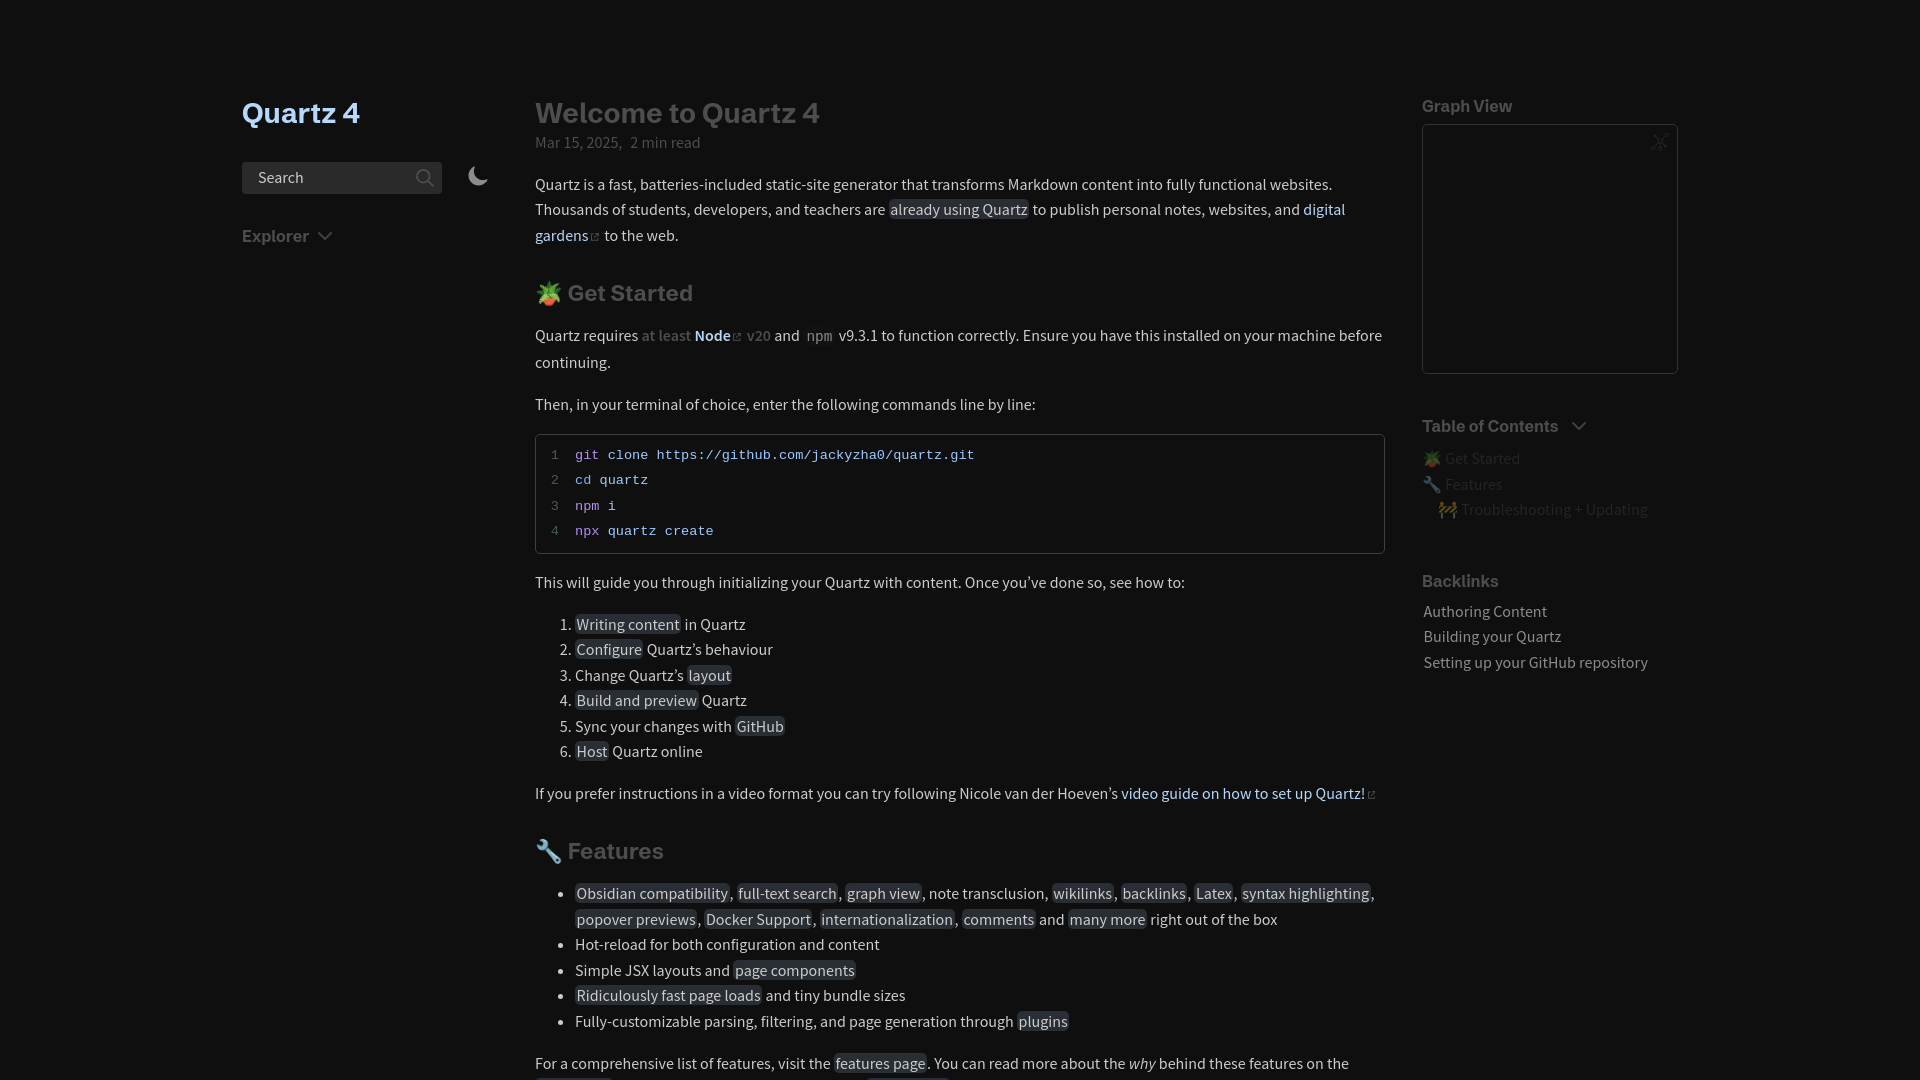 Quartz 4
Search
Explorer
Welcome to Quartz 4
Mar 15, 2025, 2 min read
Quartz is a fast, batteries-included static-site generator that transforms Markdown content into fully functional websites.
Thousands of students, developers, and teachers are already using Quartz to publish personal notes, websites, and digital
gardens to the web.
🪴 Get Started
Quartz requires at least Node v20 and npm v9.3.1 to function correctly. Ensure you have this installed on your machine before
continuing.
Then, in your terminal of choice, enter the following commands line by line:
1 git clone https://github.com/jackyzha0/quartz.git
2 cd quartz
3 npm i
4 npx quartz create
This will guide you through initializing your Quartz with content. Once you’ve done so, see how to:
1. Writing content in Quartz
2. Configure Quartz’s behaviour
3. Change Quartz’s layout
4. Build and preview Quartz
5. Sync your changes with GitHub
6. Host Quartz online
If you prefer instructions in a video format you can try following Nicole van der Hoeven’s video guide on how to set up Quartz!
🔧 Features
• Obsidian compatibility, full-text search, graph view, note transclusion, wikilinks, backlinks, Latex, syntax highlighting,
popover previews, Docker Support, internationalization, comments and many more right out of the box
• Hot-reload for both configuration and content
• Simple JSX layouts and page components
• Ridiculously fast page loads and tiny bundle sizes
• Fully-customizable parsing, filtering, and page generation through plugins
For a comprehensive list of features, visit the features page. You can read more about the why behind these features on the
Graph View
Table of Contents
🪴 Get Started
🔧 Features
🚧 Troubleshooting + Updating
Backlinks
Authoring Content
Building your Quartz
Setting up your GitHub repository